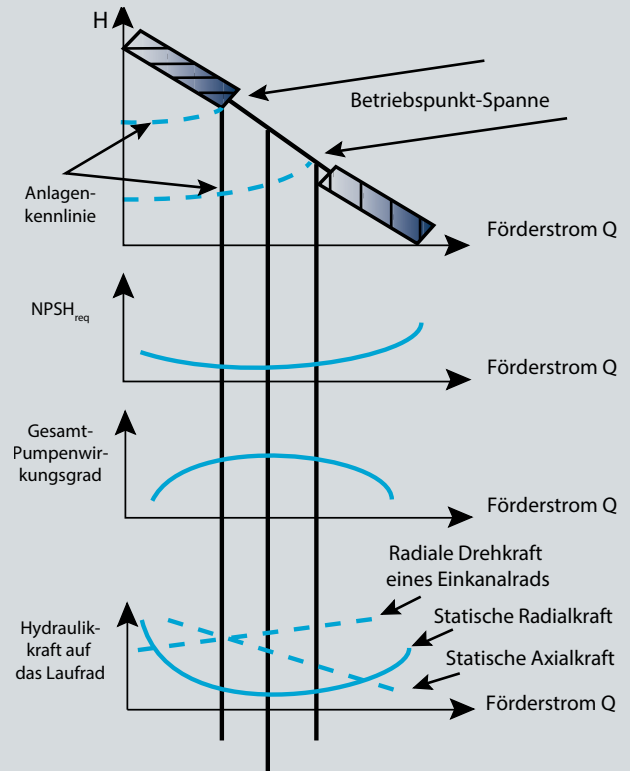 H
Betriebspunkt-Spanne
Anlagen-
kennlinie
Förderstrom Q
NPSHreq
Förderstrom Q
Gesamt-
Pumpenwir-
kungsgrad
Förderstrom Q
Radiale Drehkraft
eines Einkanalrads
Hydraulik-
kraft auf
das Laufrad
Statische Radialkraft
Statische Axialkraft
Förderstrom Q